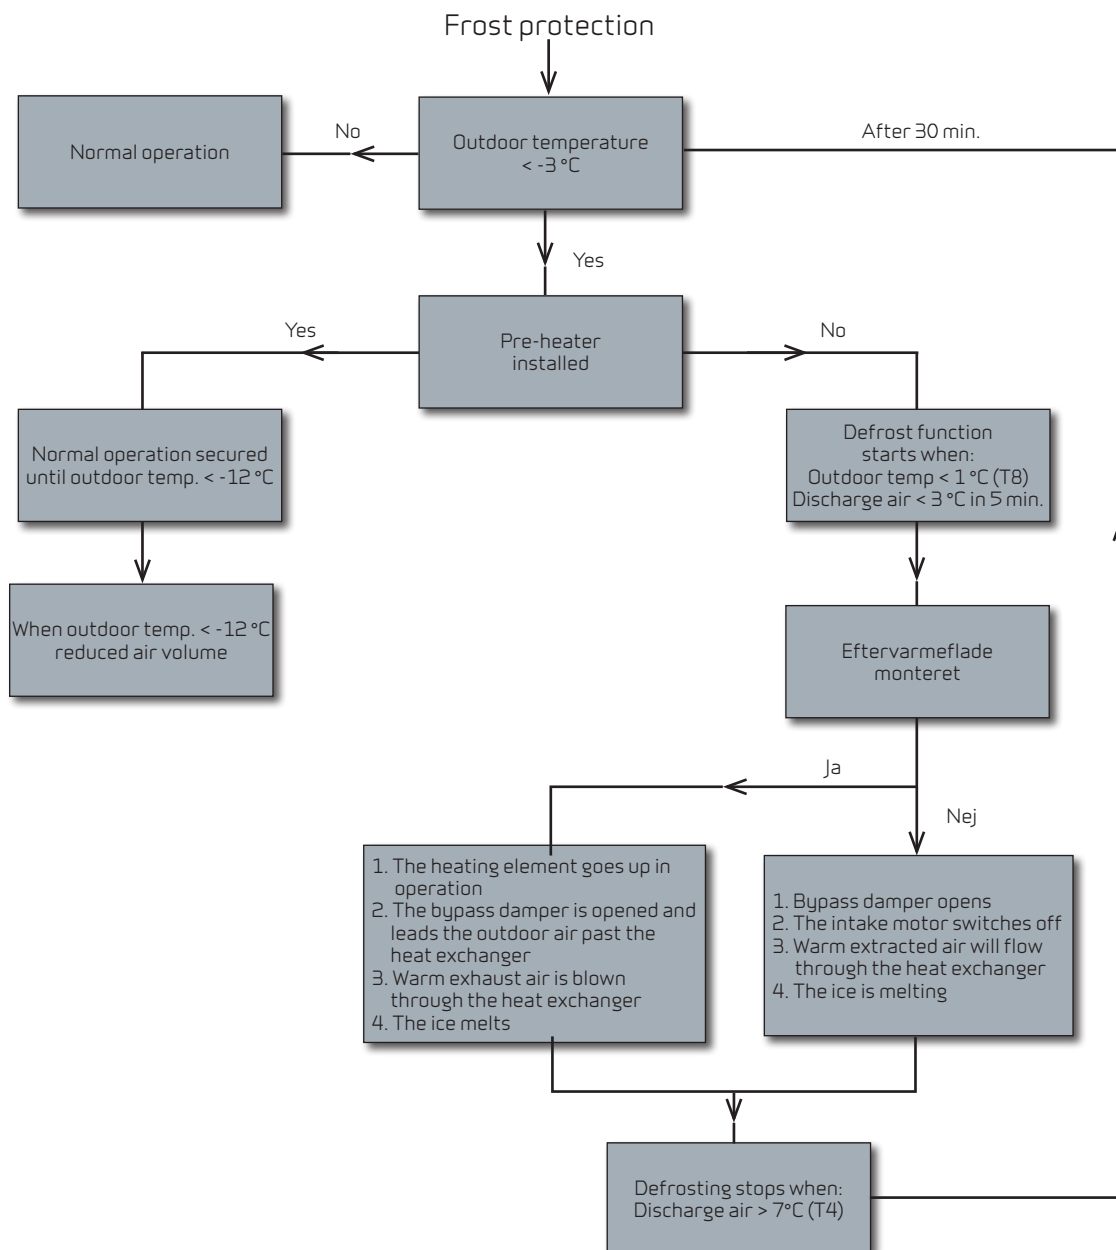 Frost protection
Normal operation
No
Outdoor temperature
< -3 °C
After 30 min.
Yes
Yes
Pre-heater
installed
No
Normal operation secured
until outdoor temp. < -12 °C
Defrost function
starts when:
Outdoor temp < 1 °C (T8)
Discharge air < 3 °C in 5 min.
When outdoor temp. < -12 °C
reduced air volume
Eftervarmeflade
monteret
Ja
Nej
1. The heating element goes up in
operation
2. The bypass damper is opened and
leads the outdoor air past the
heat exchanger
3. Warm exhaust air is blown
through the heat exchanger
4. The ice melts
1. Bypass damper opens
2. The intake motor switches off
3. Warm extracted air will flow
through the heat exchanger
4. The ice is melting
Defrosting stops when:
Discharge air > 7°C (T4)